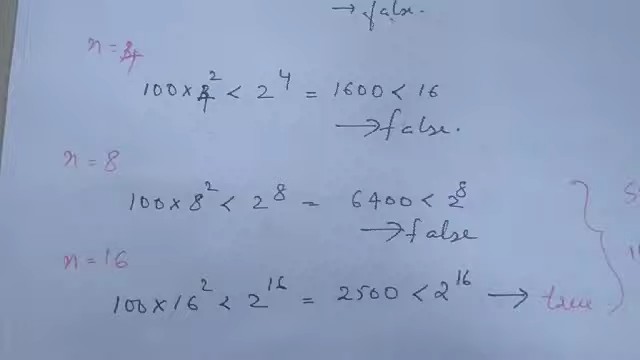 → false.
n = 4
100 × 4² < 2⁴ = 1600 < 16
→ false.
n = 8
100 × 8² < 2⁸ = 6400 < 2⁸
→ false
n = 16
100 × 16² < 2¹⁶ = 2500 < 2¹⁶ → true